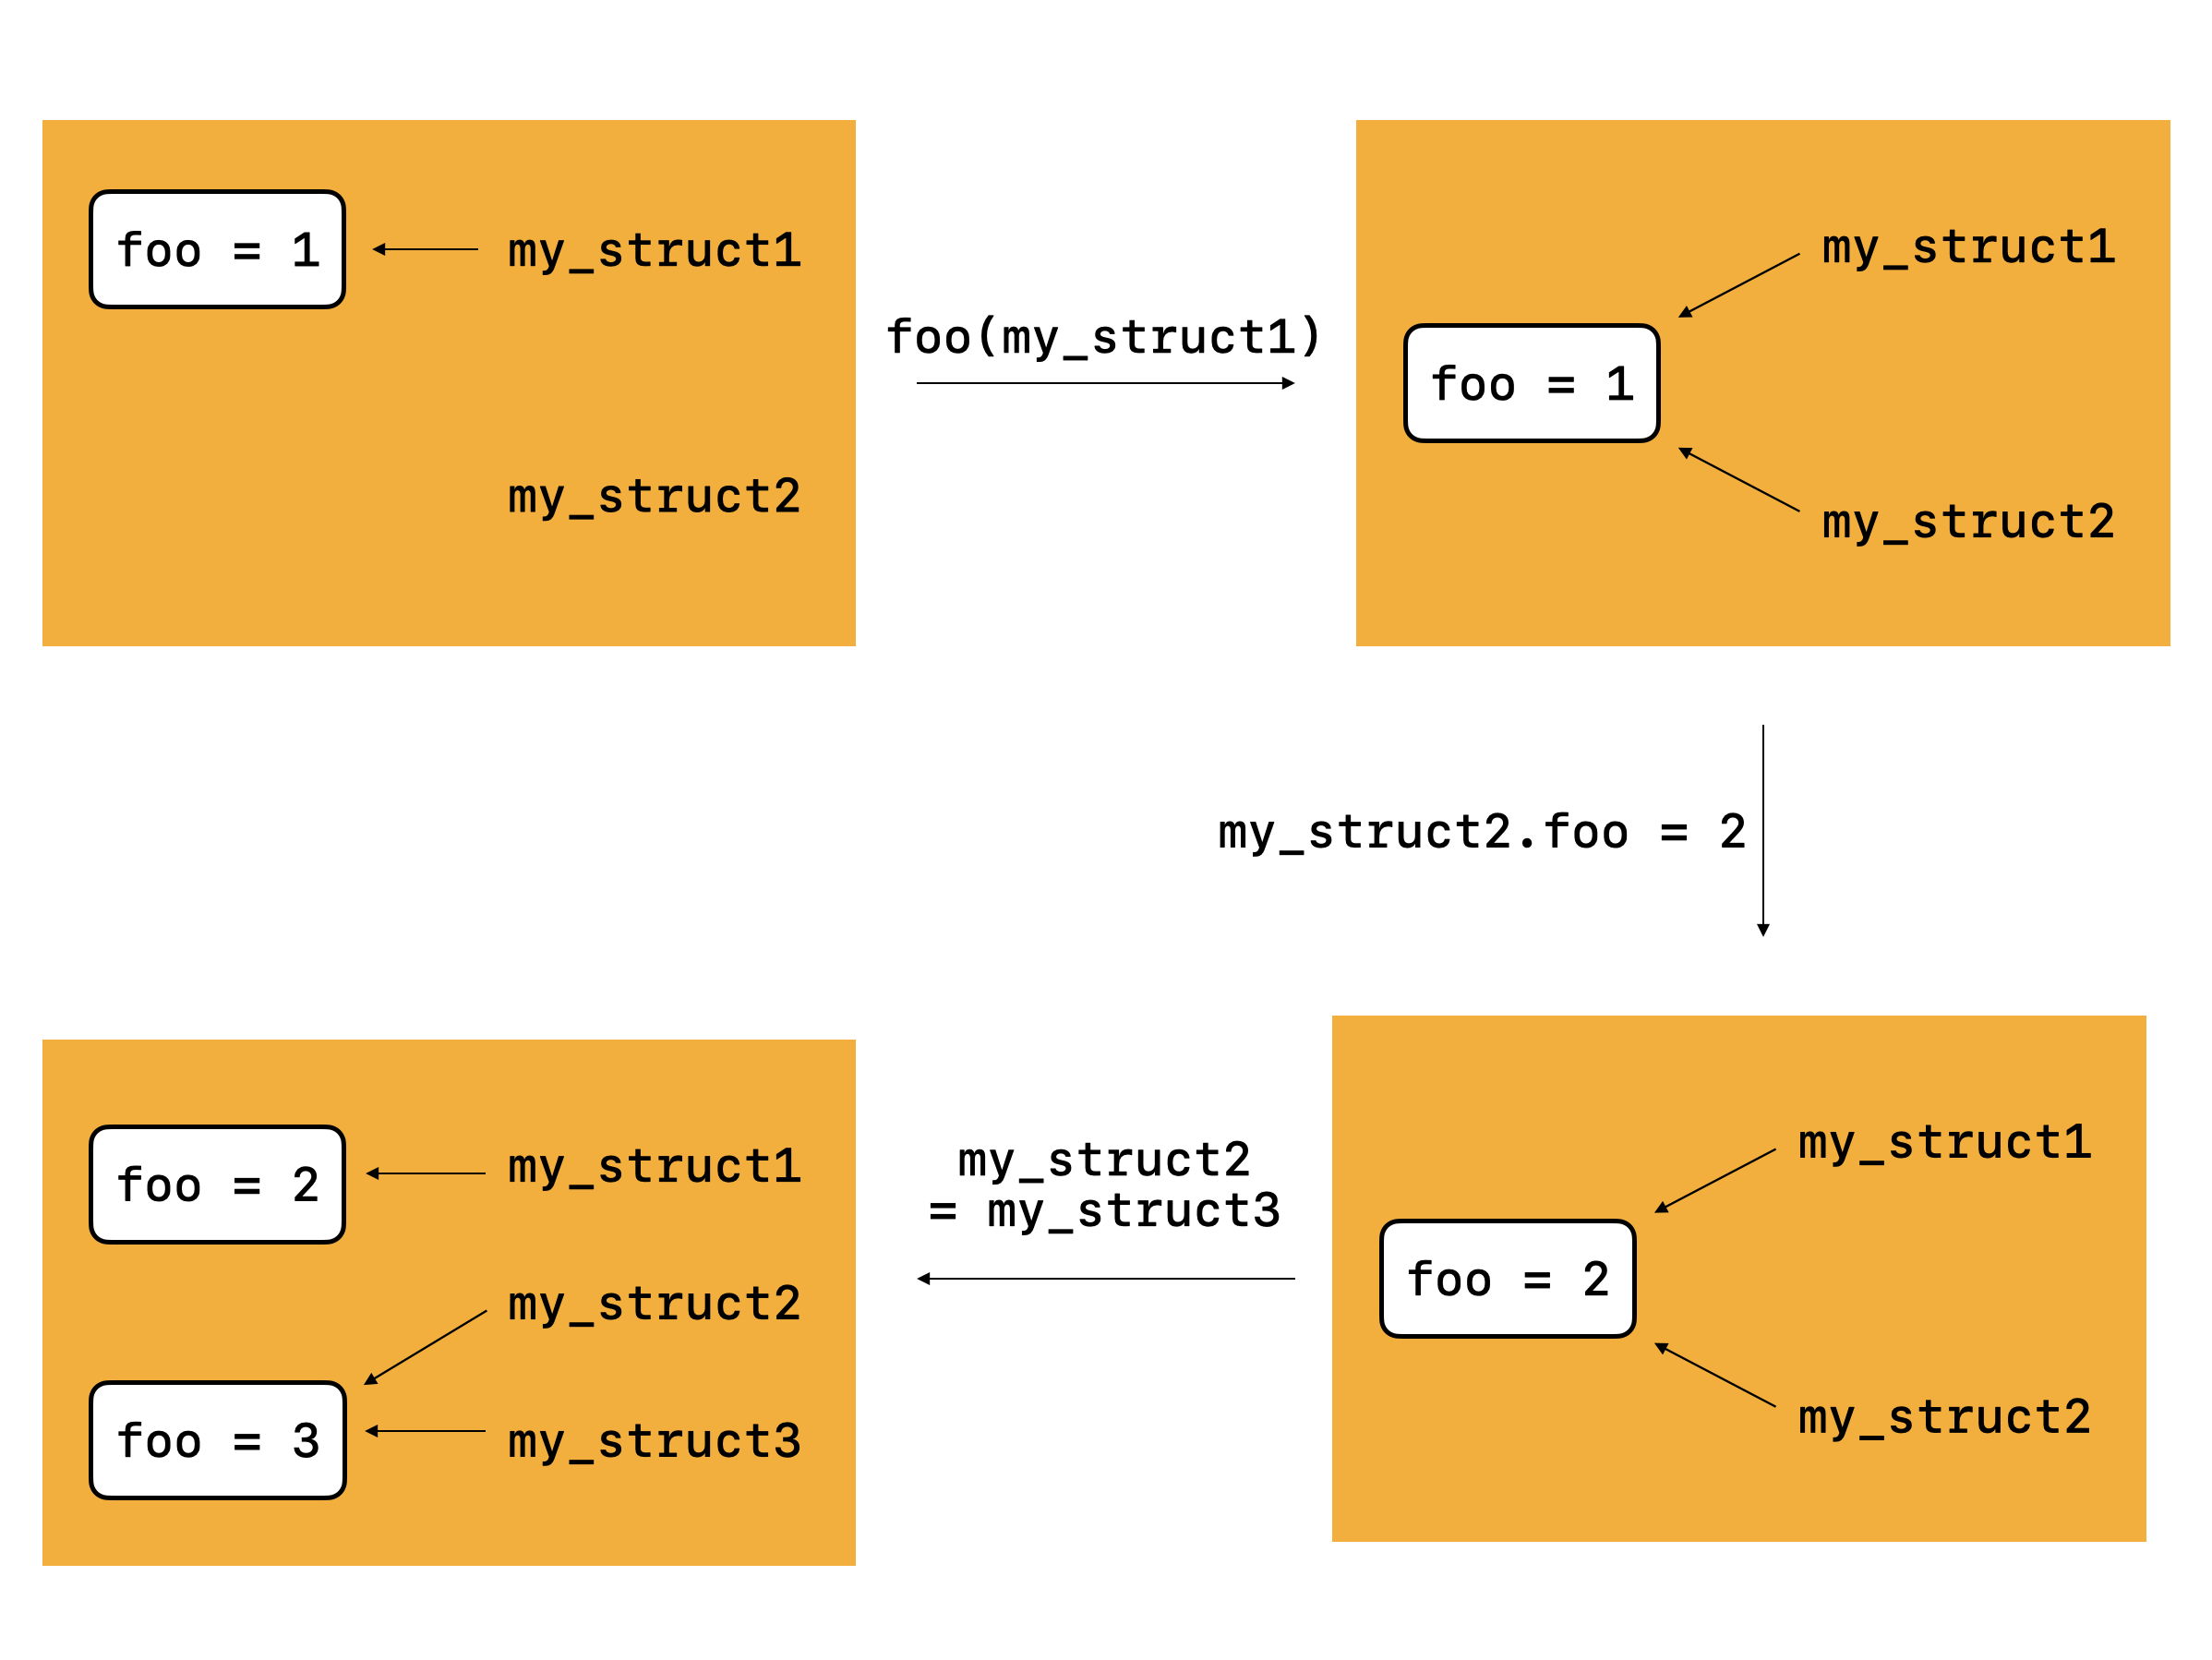 foo = 1
my_struct1
my_struct2
foo(my_struct1)
my_struct1
foo = 1
my_struct2
my_struct2.foo = 2
my_struct1
foo = 2
my_struct2
my_struct2
= my_struct3
foo = 2
my_struct1
my_struct2
foo = 3
my_struct3